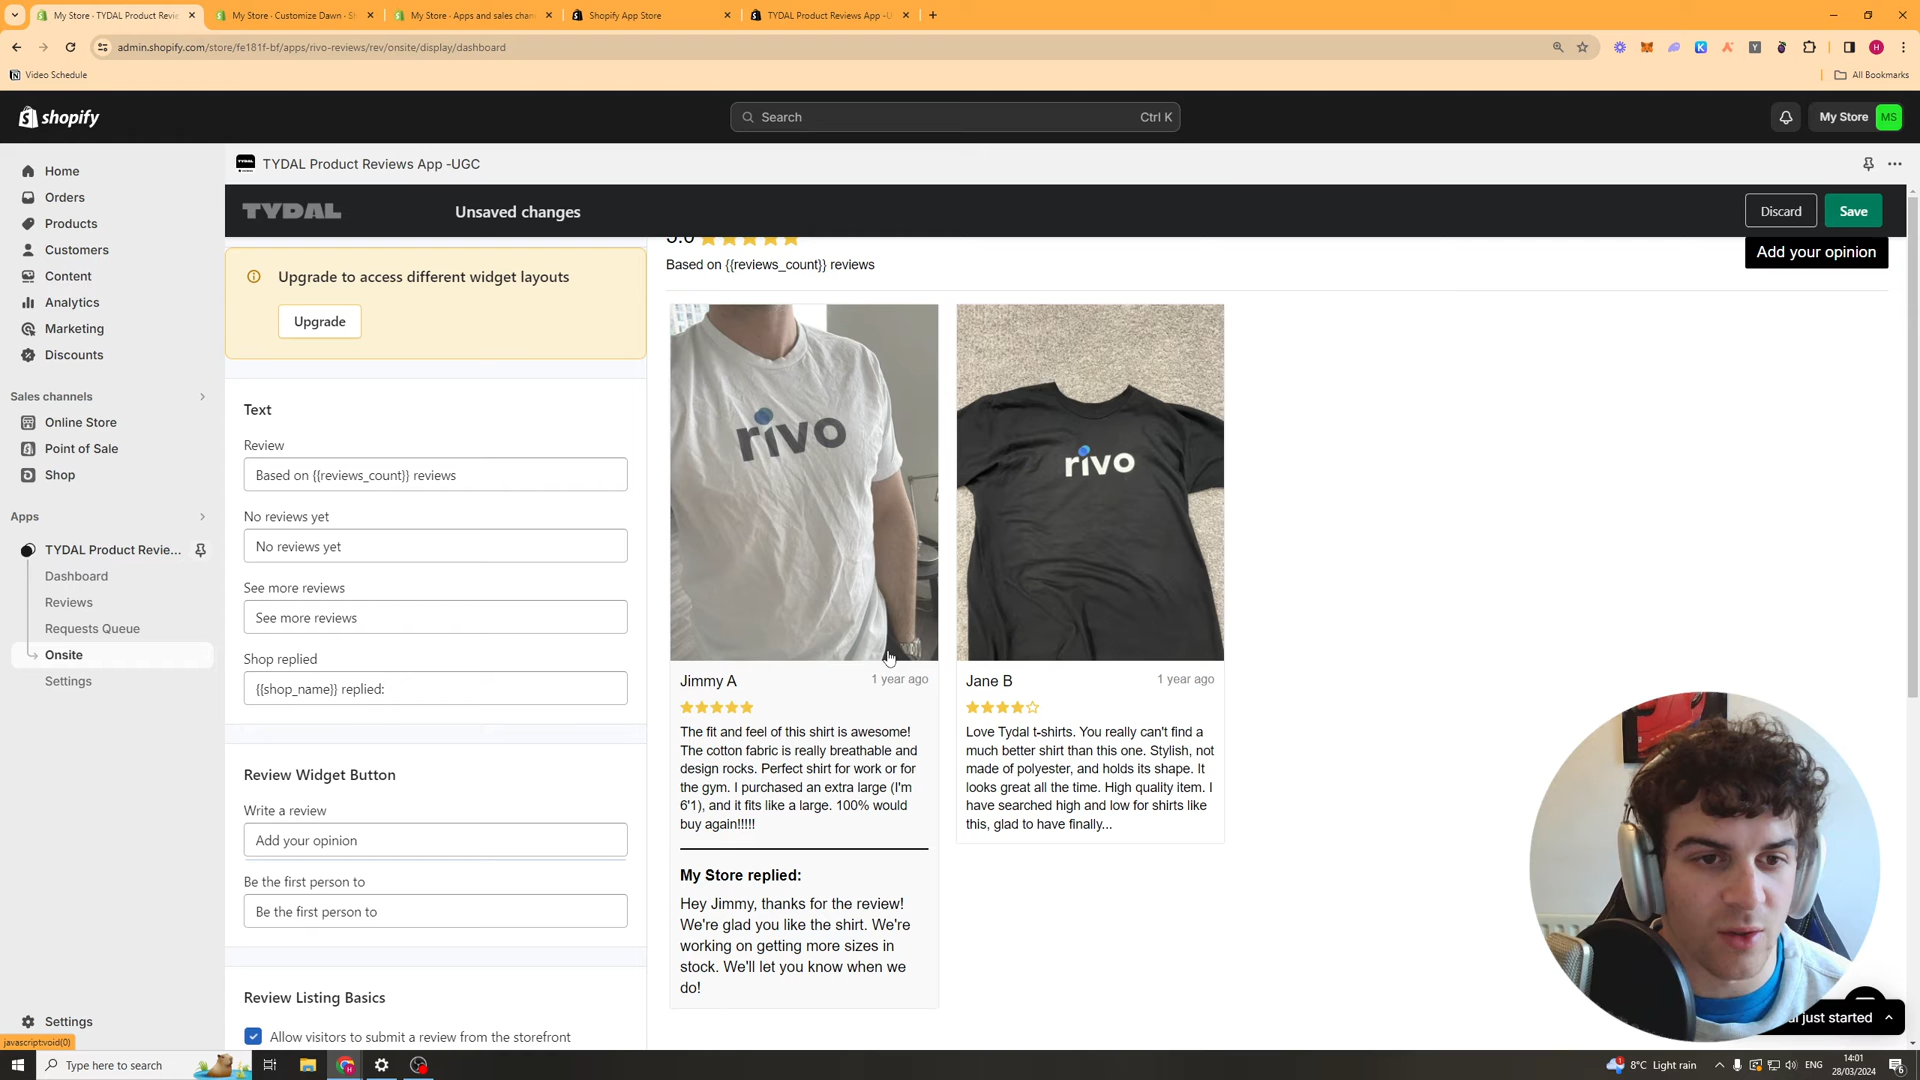 My Store · TYDAL Product Revie
My Store · Customize Dawn · Sh
My Store · Apps and sales chan
Shopify App Store
TYDAL Product Reviews App -U
admin.shopify.com/store/fe181f-bf/apps/rivo-reviews/rev/onsite/display/dashboard
Video Schedule
All Bookmarks
shopify
Search
Ctrl K
My Store
MS
TYDAL Product Reviews App -UGC
TYDAL
Unsaved changes
Discard
Save
Home
Orders
Products
Customers
Content
Analytics
Marketing
Discounts
Sales channels
Online Store
Point of Sale
Shop
Apps
TYDAL Product Revie...
Dashboard
Reviews
Requests Queue
Onsite
Settings
Settings
javascript:void(0)
Upgrade to access different widget layouts
Upgrade
Text
Review
Based on {{reviews_count}} reviews
No reviews yet
No reviews yet
See more reviews
See more reviews
Shop replied
{{shop_name}} replied:
Review Widget Button
Write a review
Add your opinion
Be the first person to
Be the first person to
Review Listing Basics
Allow visitors to submit a review from the storefront
5.0
Based on {{reviews_count}} reviews
Add your opinion
rivo
rivo
Jimmy A
1 year ago
The fit and feel of this shirt is awesome!
The cotton fabric is really breathable and
design rocks. Perfect shirt for work or for
the gym. I purchased an extra large (I'm
6'1), and it fits like a large. 100% would
buy again!!!!!
My Store replied:
Hey Jimmy, thanks for the review!
We're glad you like the shirt. We're
working on getting more sizes in
stock. We'll let you know when we
do!
Jane B
1 year ago
Love Tydal t-shirts. You really can't find a
much better shirt than this one. Stylish, not
made of polyester, and holds its shape. It
looks great all the time. High quality item. I
have searched high and low for shirts like
this, glad to have finally...
just started
Type here to search
8°C Light rain
ENG
14:01
28/03/2024